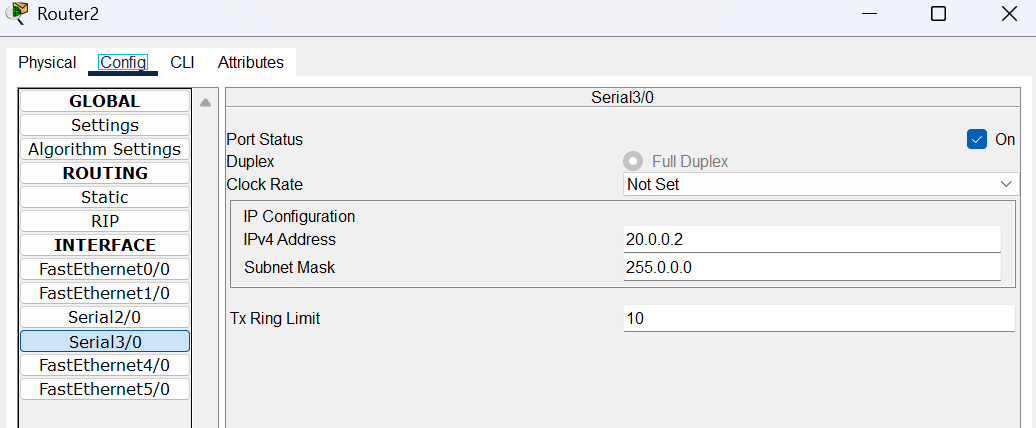 Router2
Physical Config CLI Attributes
GLOBAL
Settings
Algorithm Settings
ROUTING
Static
RIP
INTERFACE
FastEthernet0/0
FastEthernet1/0
Serial2/0
Serial3/0
FastEthernet4/0
FastEthernet5/0
Serial3/0
Port Status On
Duplex Full Duplex
Clock Rate Not Set
IP Configuration
IPv4 Address 20.0.0.2
Subnet Mask 255.0.0.0
Tx Ring Limit 10